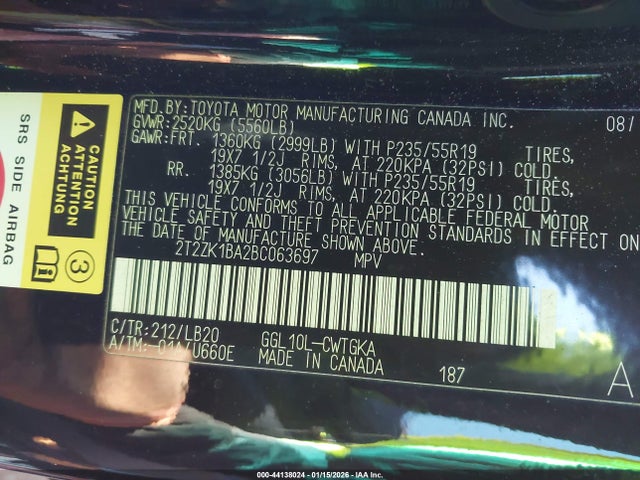 MFD.BY:TOYOTA MOTOR MANUFACTURING CANADA INC. 08/
GVWR:2520KG (5560LB)
GAWR:FRT. 1360KG (2999LB) WITH P235/55R19 TIRES,
19X7 1/2J RIMS, AT 220KPA (32PSI) COLD.
RR. 1385KG (3056LB) WITH P235/55R19 TIRES,
19X7 1/2J RIMS, AT 220KPA (32PSI) COLD.
THIS VEHICLE CONFORMS TO ALL APPLICABLE FEDERAL MOTOR
VEHICLE SAFETY AND THEFT PREVENTION STANDARDS IN EFFECT ON
THE DATE OF MANUFACTURE SHOWN ABOVE.
2T2ZK1BA2BC063697 MPV
C/TR:212/LB20 GGL10L-CWTGKA
A/TM:-01A/U660E MADE IN CANADA
187
A
SRS SIDE AIRBAG
CAUTION
ATTENTION
ACHTUNG
3
000-44138024 - 01/15/2026 - IAA Inc.